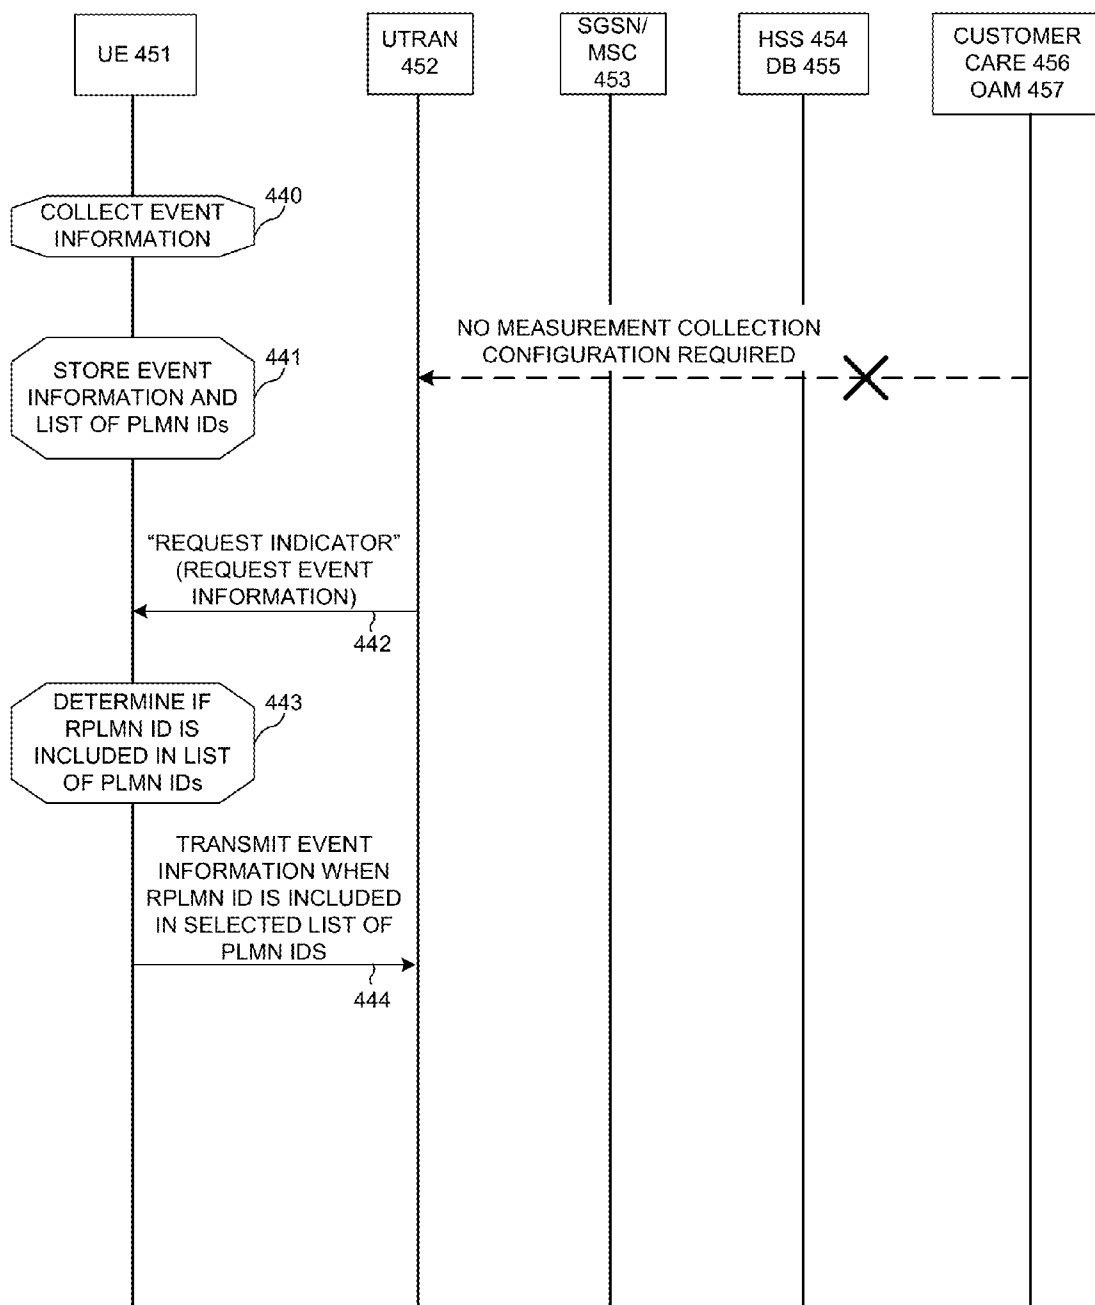 UE 451
UTRAN
452
SGSN/
MSC
453
HSS 454
DB 455
CUSTOMER
CARE 456
OAM 457
COLLECT EVENT
INFORMATION
440
NO MEASUREMENT COLLECTION
CONFIGURATION REQUIRED
STORE EVENT
INFORMATION AND
LIST OF PLMN IDs
441
“REQUEST INDICATOR”
(REQUEST EVENT
INFORMATION)
442
DETERMINE IF
RPLMN ID IS
INCLUDED IN LIST
OF PLMN IDs
443
TRANSMIT EVENT
INFORMATION WHEN
RPLMN ID IS INCLUDED
IN SELECTED LIST OF
PLMN IDS
444